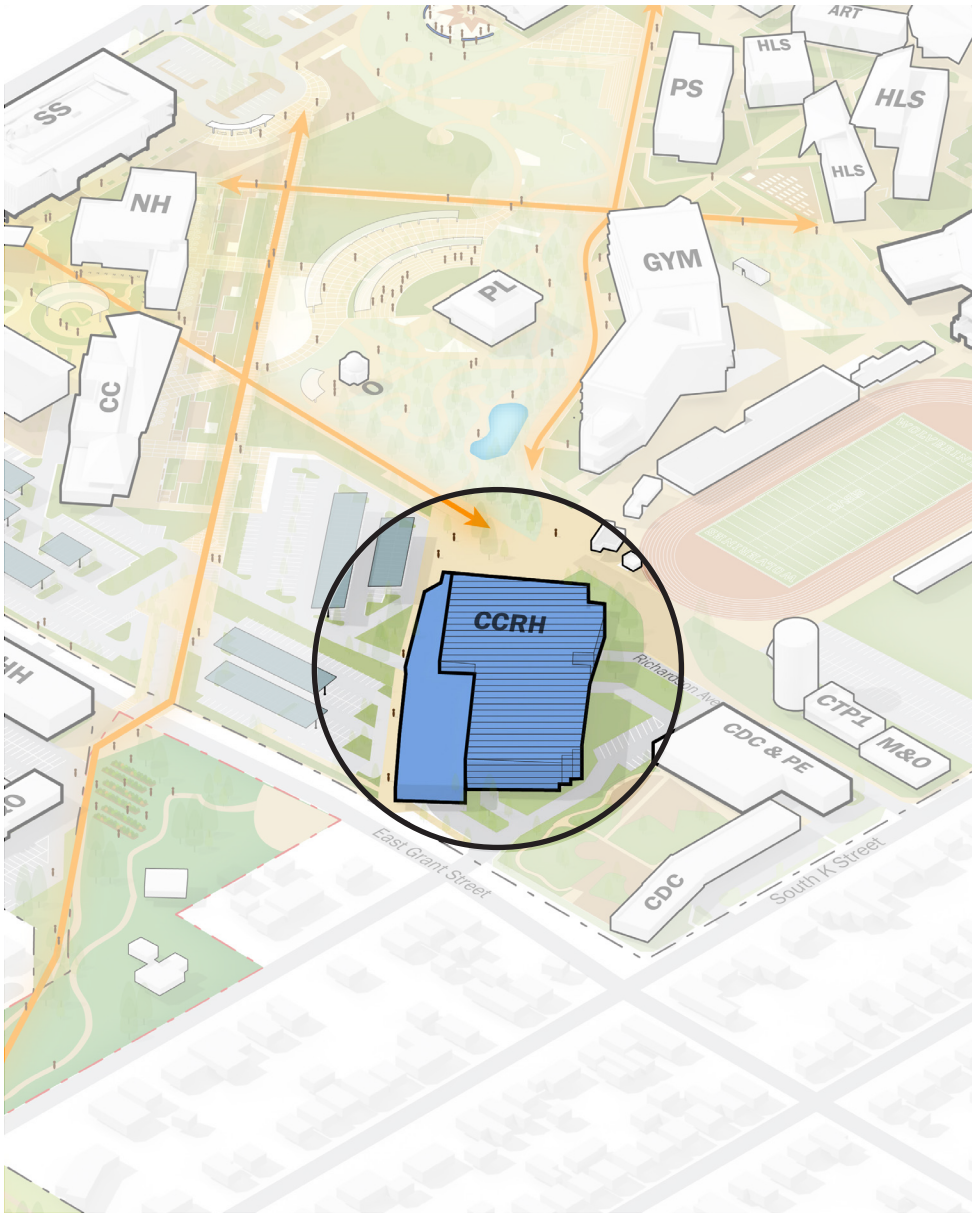 ART
HLS
PS
HLS
SS
HLS
NH
GYM
PL
O
CC
CCRH
Richardson Ave
HH
CTP1
CDC & PE
M&O
East Grant Street
South K Street
CDC